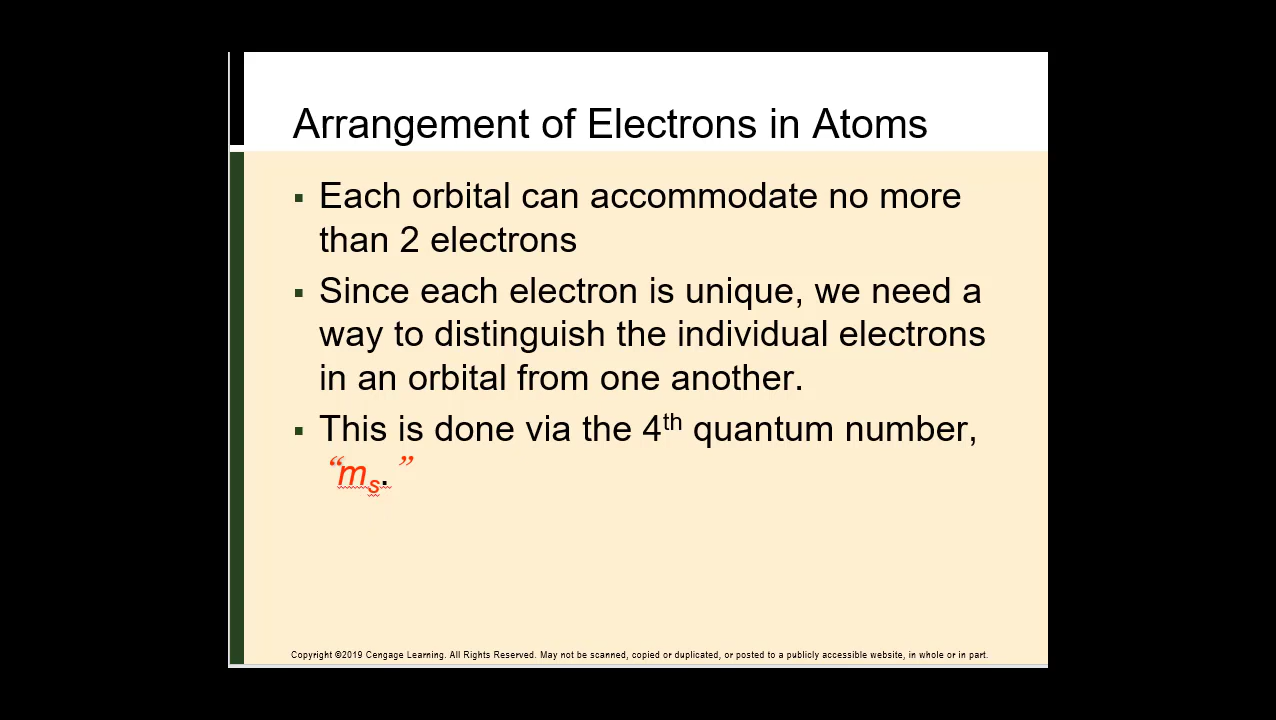 Arrangement of Electrons in Atoms
▪ Each orbital can accommodate no more
than 2 electrons
▪ Since each electron is unique, we need a
way to distinguish the individual electrons
in an orbital from one another.
▪ This is done via the 4th quantum number,
“ms.”
Copyright ©2019 Cengage Learning. All Rights Reserved. May not be scanned, copied or duplicated, or posted to a publicly accessible website, in whole or in part.